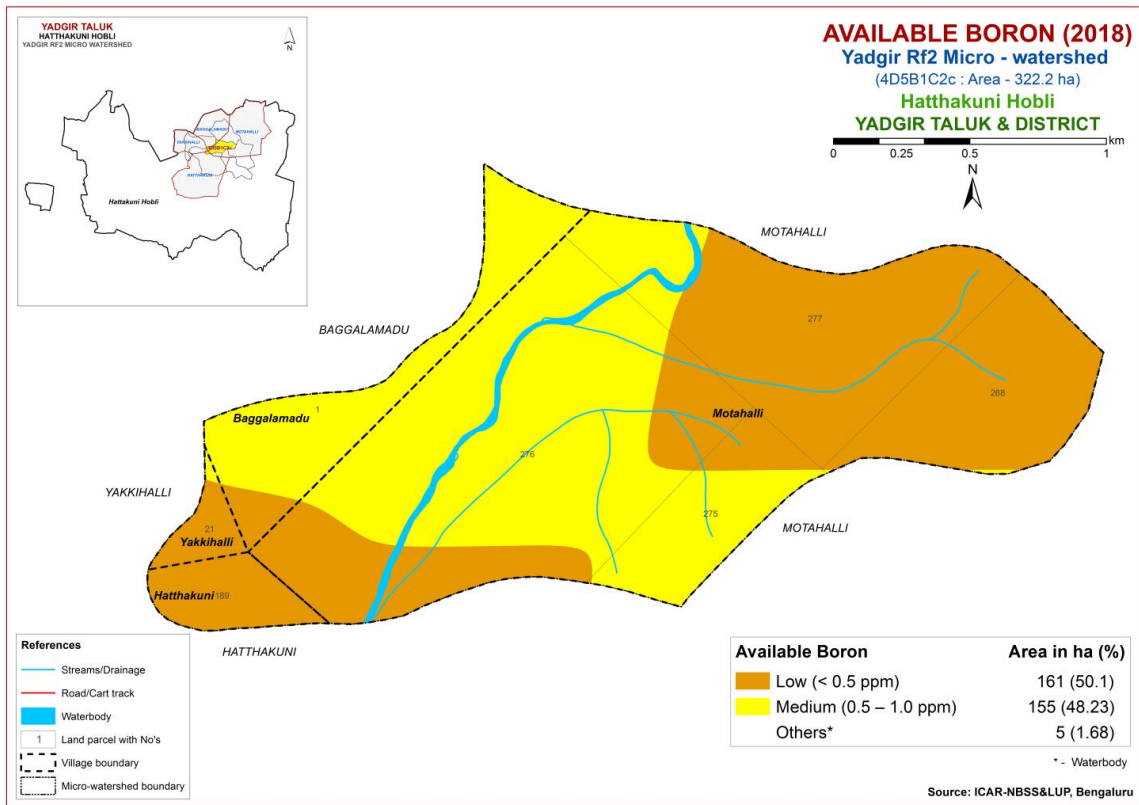 YADGIR TALUK
HATTHAKUNI HOBLI
YADGIR RF2 MICRO WATERSHED
N
BAGGALAMADU
MOTAHALLI
YAKKIHALLI
HATTHAKUNI
Hattakuni Hobli
AVAILABLE BORON (2018)
Yadgir Rf2 Micro - watershed
(4D5B1C2c : Area - 322.2 ha)
Hatthakuni Hobli
YADGIR TALUK & DISTRICT
km
0 0.25 0.5 1
N
MOTAHALLI
BAGGALAMADU
277
268
Motahalli
1
Baggalamadu
276
YAKKIHALLI
275
MOTAHALLI
21
Yakkihalli
Hatthakuni 189
HATTHAKUNI
References
Streams/Drainage
Road/Cart track
Waterbody
1 Land parcel with No's
Village boundary
Micro-watershed boundary
Available Boron Area in ha (%)
Low (< 0.5 ppm) 161 (50.1)
Medium (0.5 – 1.0 ppm) 155 (48.23)
Others* 5 (1.68)
* - Waterbody
Source: ICAR-NBSS&LUP, Bengaluru